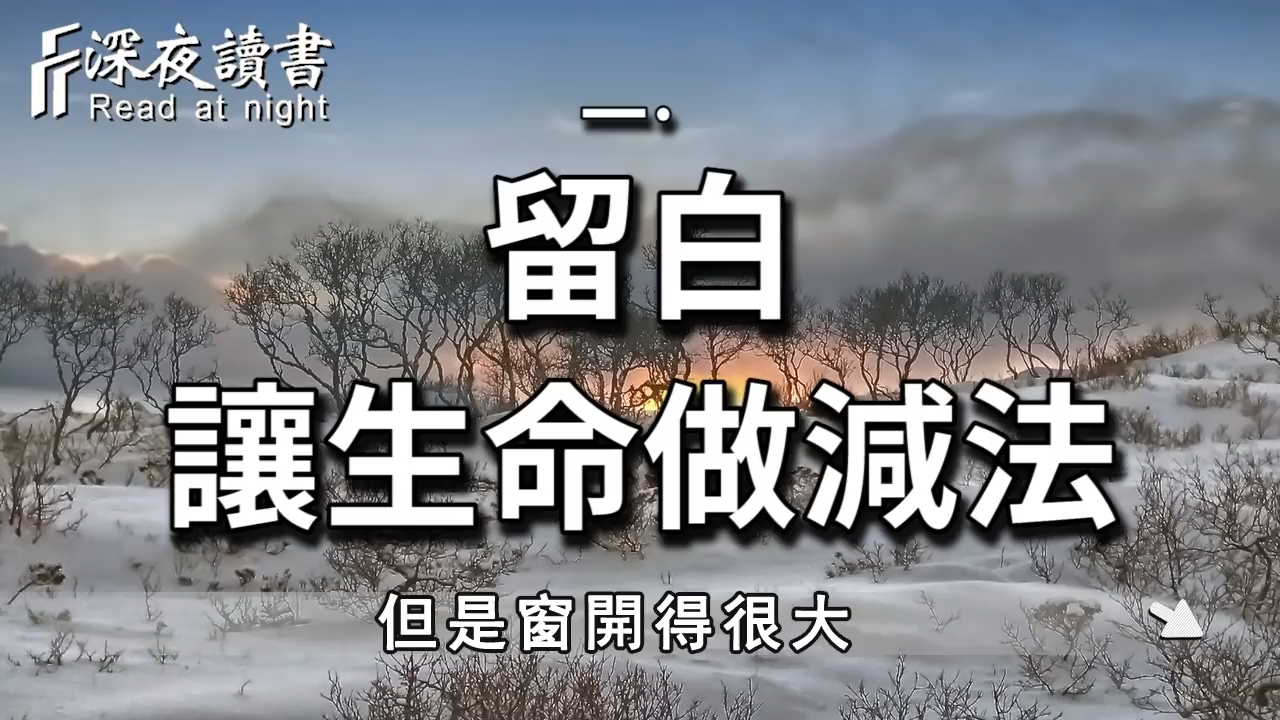 深夜讀書
Read at night
一·
留白
讓生命做減法
但是窗開得很大